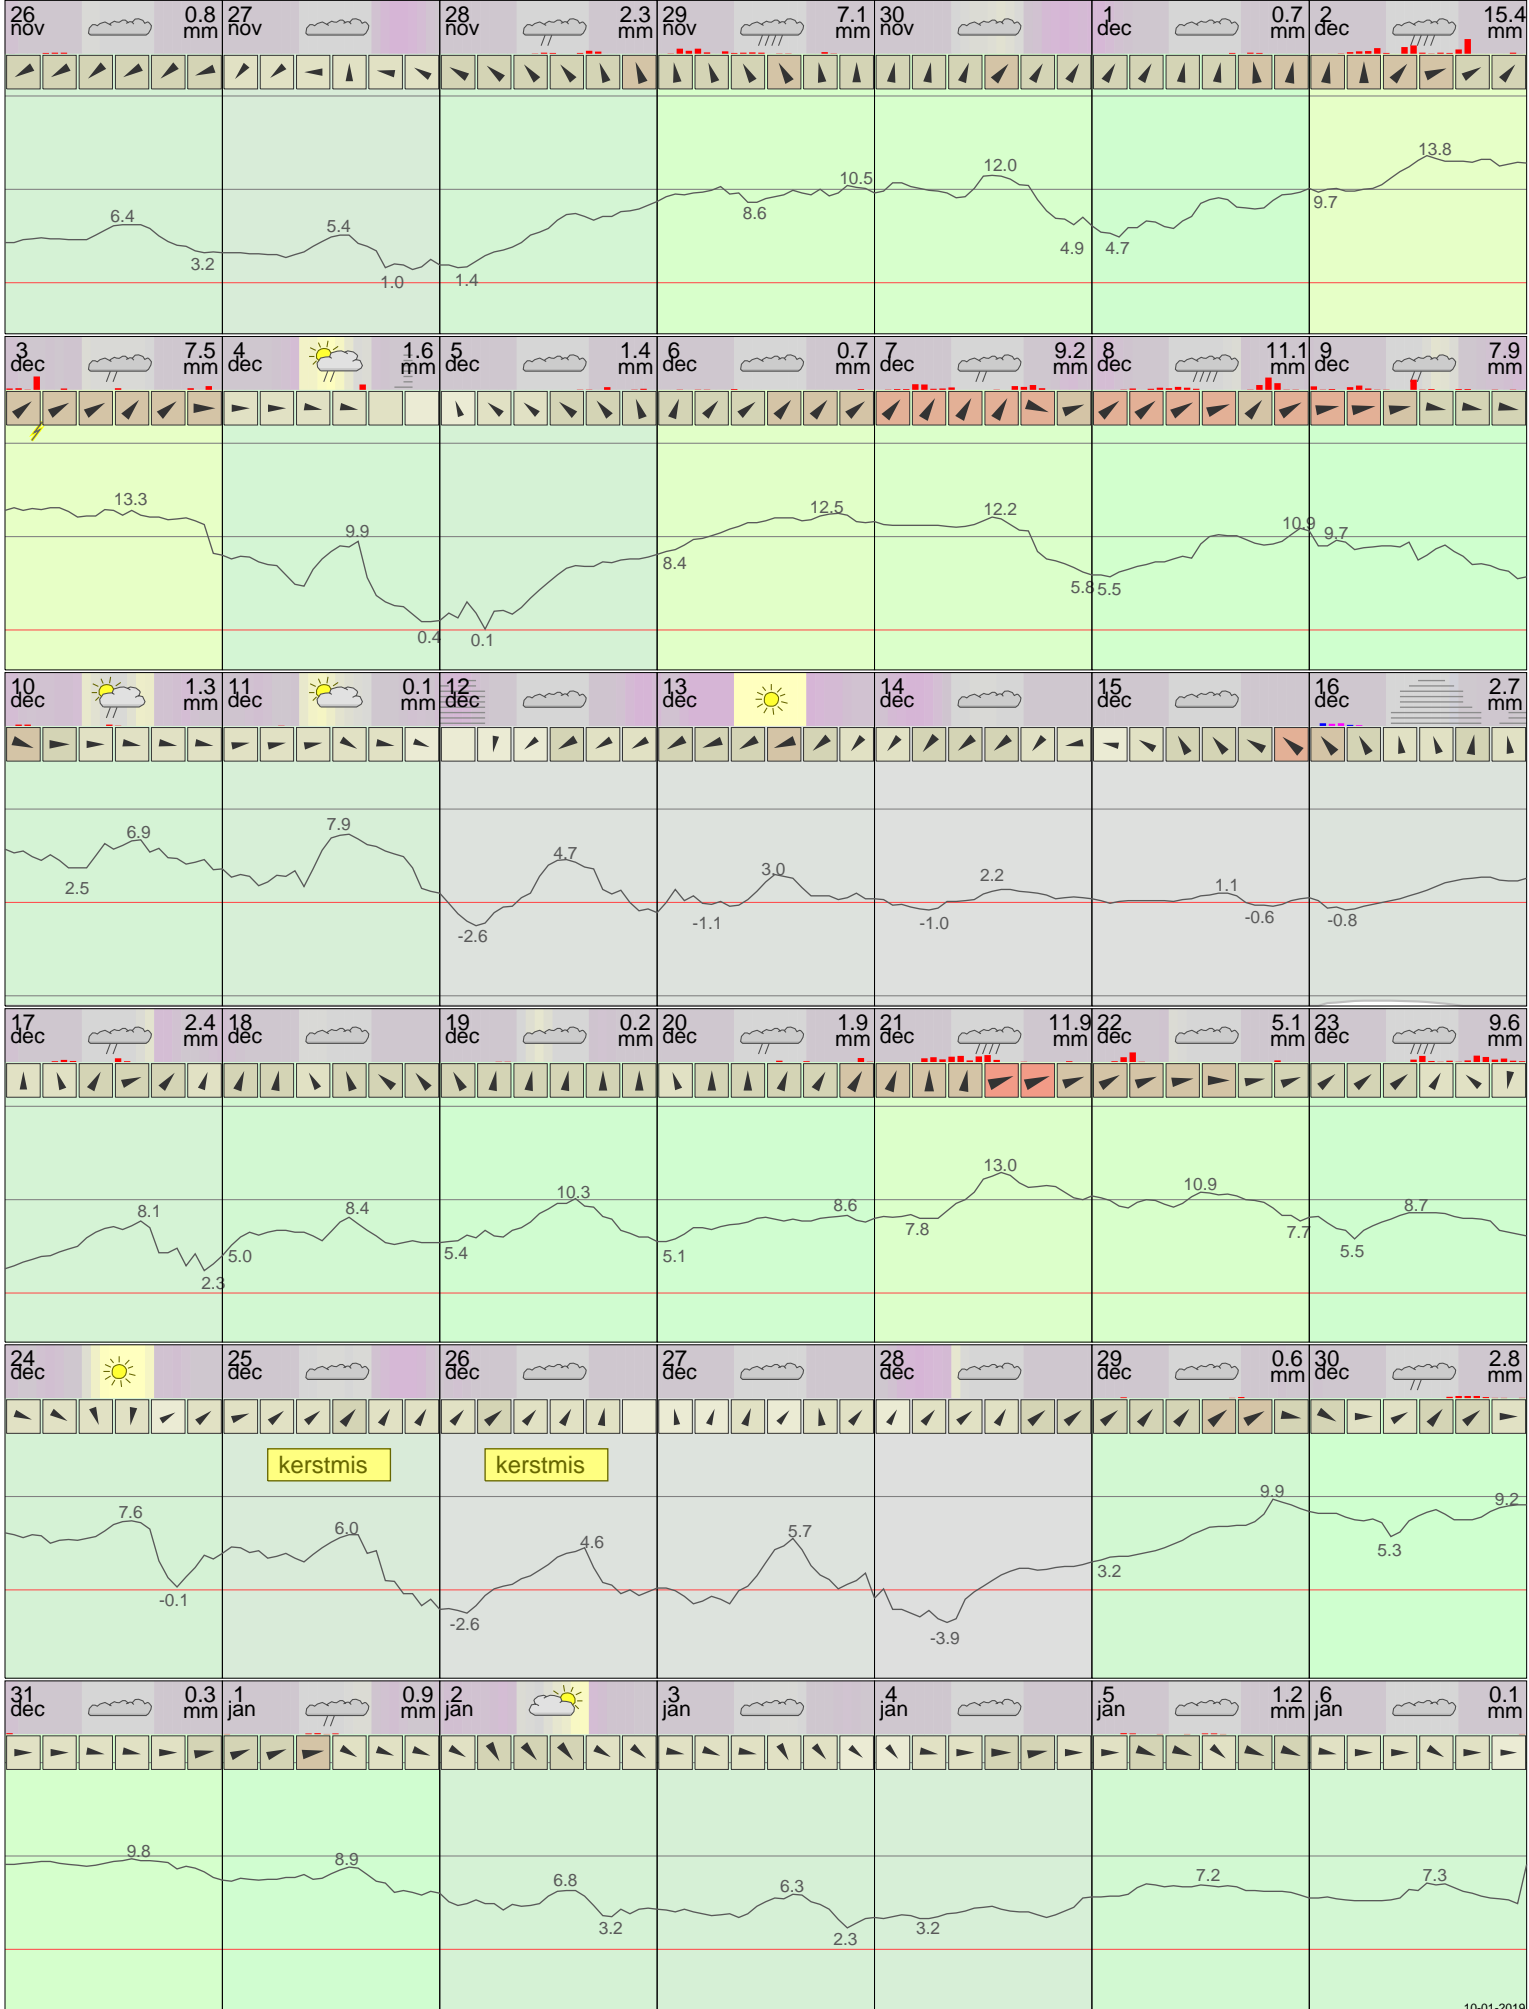 26 nov 0.8 mm
27 nov
28 nov 2.3 mm
29 nov 7.1 mm
30 nov
1 dec 0.7 mm
2 dec 15.4 mm
6.4
3.2
5.4
1.0
1.4
8.6
10.5
12.0
4.9
4.7
9.7
13.8
3 dec 7.5 mm
4 dec 1.6 mm
5 dec 1.4 mm
6 dec 0.7 mm
7 dec 9.2 mm
8 dec 11.1 mm
9 dec 7.9 mm
13.3
9.9
0.4
0.1
8.4
12.5
12.2
5.8
5.5
10.9
9.7
10 dec 1.3 mm
11 dec 0.1 mm
12 dec
13 dec
14 dec
15 dec
16 dec 2.7 mm
2.5
6.9
7.9
-2.6
4.7
-1.1
3.0
-1.0
2.2
1.1
-0.6
-0.8
17 dec 2.4 mm
18 dec
19 dec 0.2 mm
20 dec 1.9 mm
21 dec 11.9 mm
22 dec 5.1 mm
23 dec 9.6 mm
8.1
2.3
5.0
8.4
5.4
10.3
5.1
8.6
7.8
13.0
10.9
7.7
5.5
8.7
24 dec
25 dec
26 dec
27 dec
28 dec
29 dec 0.6 mm
30 dec 2.8 mm
kerstmis
kerstmis
7.6
-0.1
6.0
-2.6
4.6
5.7
-3.9
3.2
9.9
5.3
9.2
31 dec 0.3 mm
1 jan 0.9 mm
2 jan
3 jan
4 jan
5 jan 1.2 mm
6 jan 0.1 mm
9.8
8.9
6.8
3.2
6.3
2.3
3.2
7.2
7.3
10-01-2019